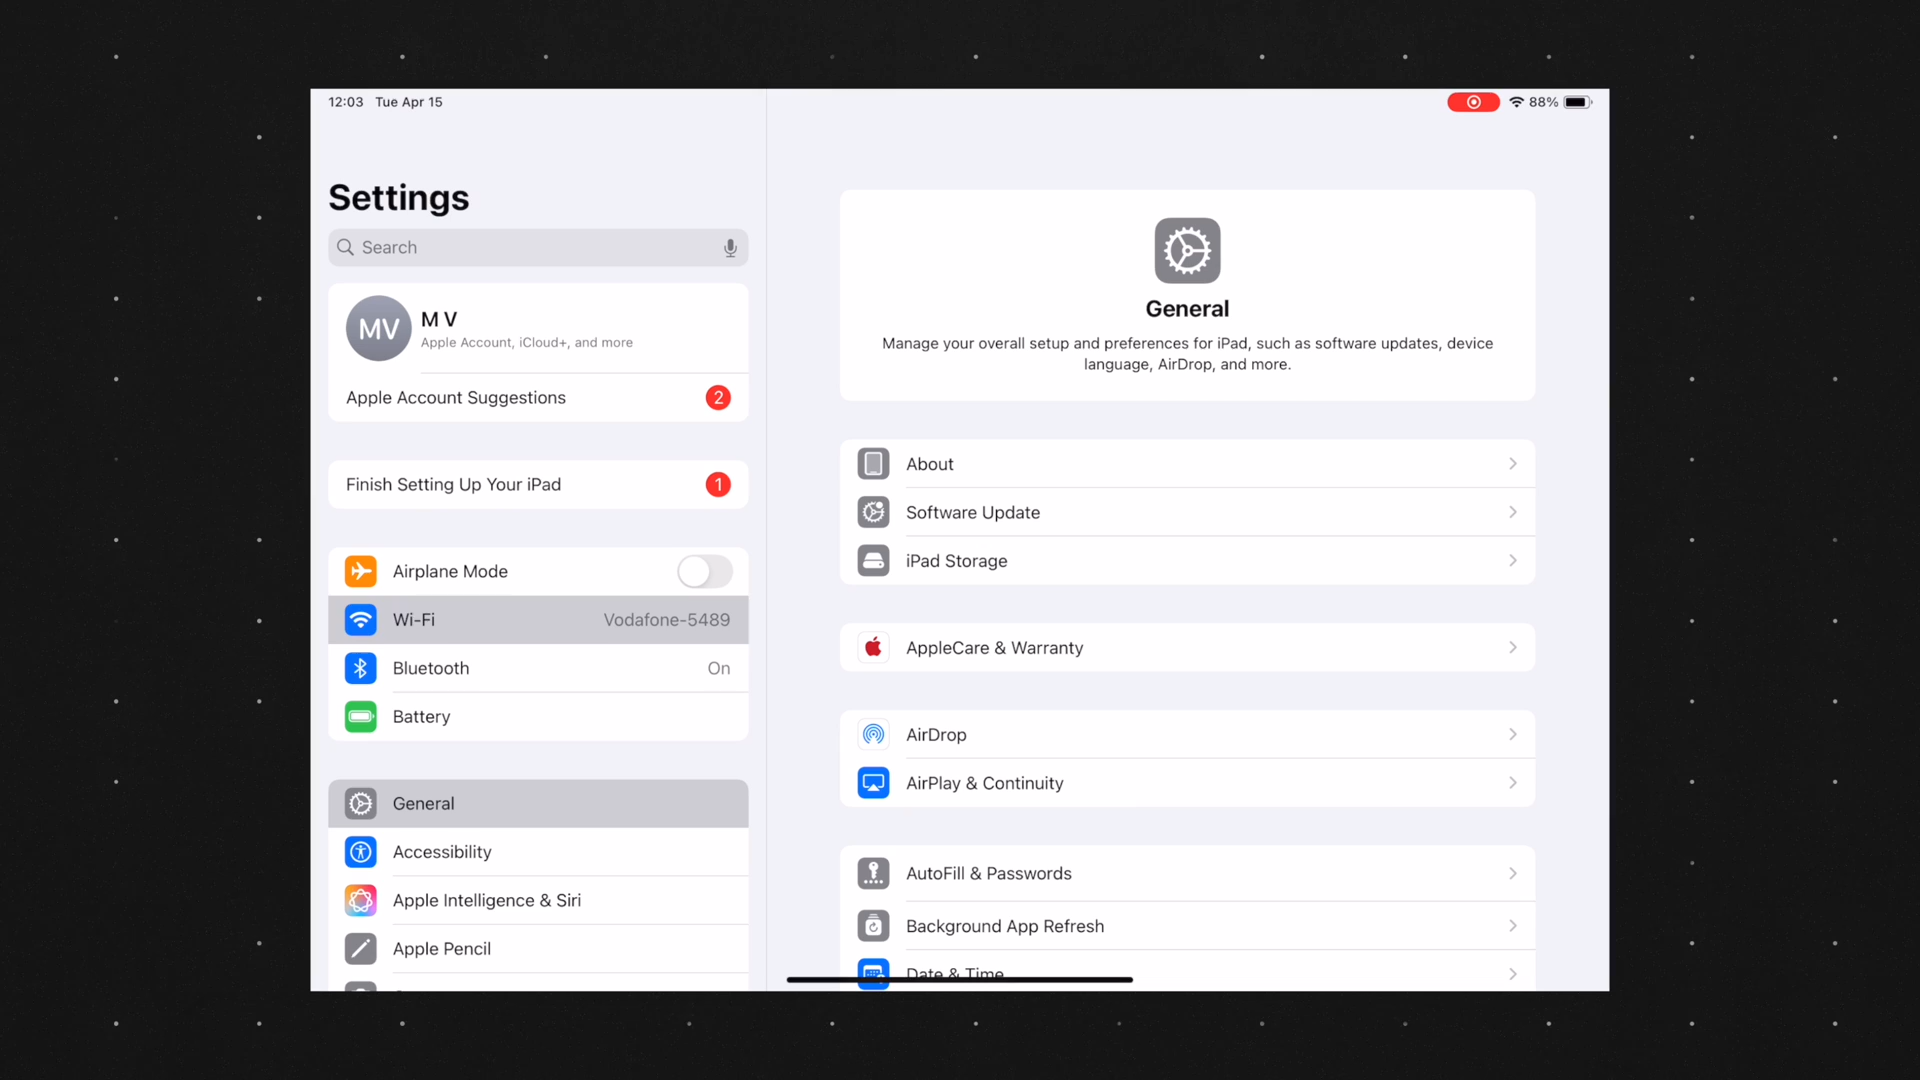 12:03 Tue Apr 15
88%
Settings
Search
MV
M V
Apple Account, iCloud+, and more
Apple Account Suggestions 2
Finish Setting Up Your iPad 1
Airplane Mode
Wi-Fi Vodafone-5489
Bluetooth On
Battery
General
Accessibility
Apple Intelligence & Siri
Apple Pencil
General
Manage your overall setup and preferences for iPad, such as software updates, device
language, AirDrop, and more.
About
Software Update
iPad Storage
AppleCare & Warranty
AirDrop
AirPlay & Continuity
AutoFill & Passwords
Background App Refresh
Date & Time